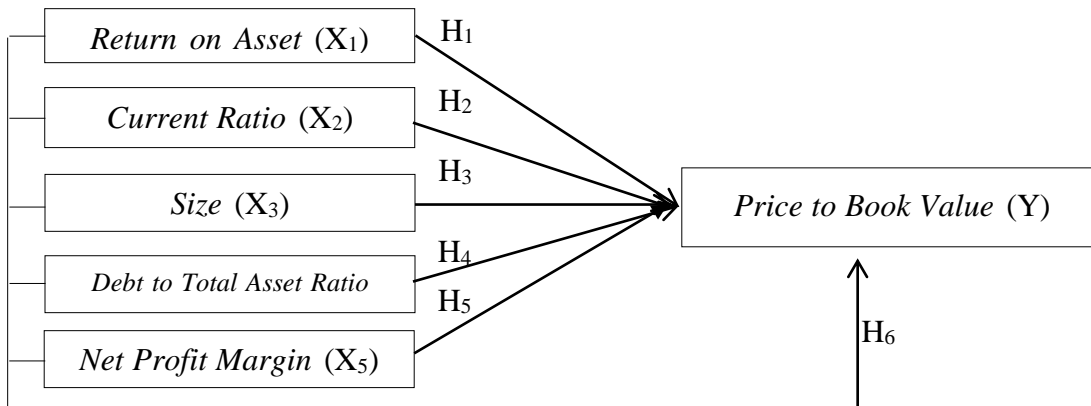 Return on Asset (X₁)
H₁
Current Ratio (X₂)
H₂
Size (X₃)
H₃
Price to Book Value (Y)
Debt to Total Asset Ratio
H₄
Net Profit Margin (X₅)
H₅
H₆